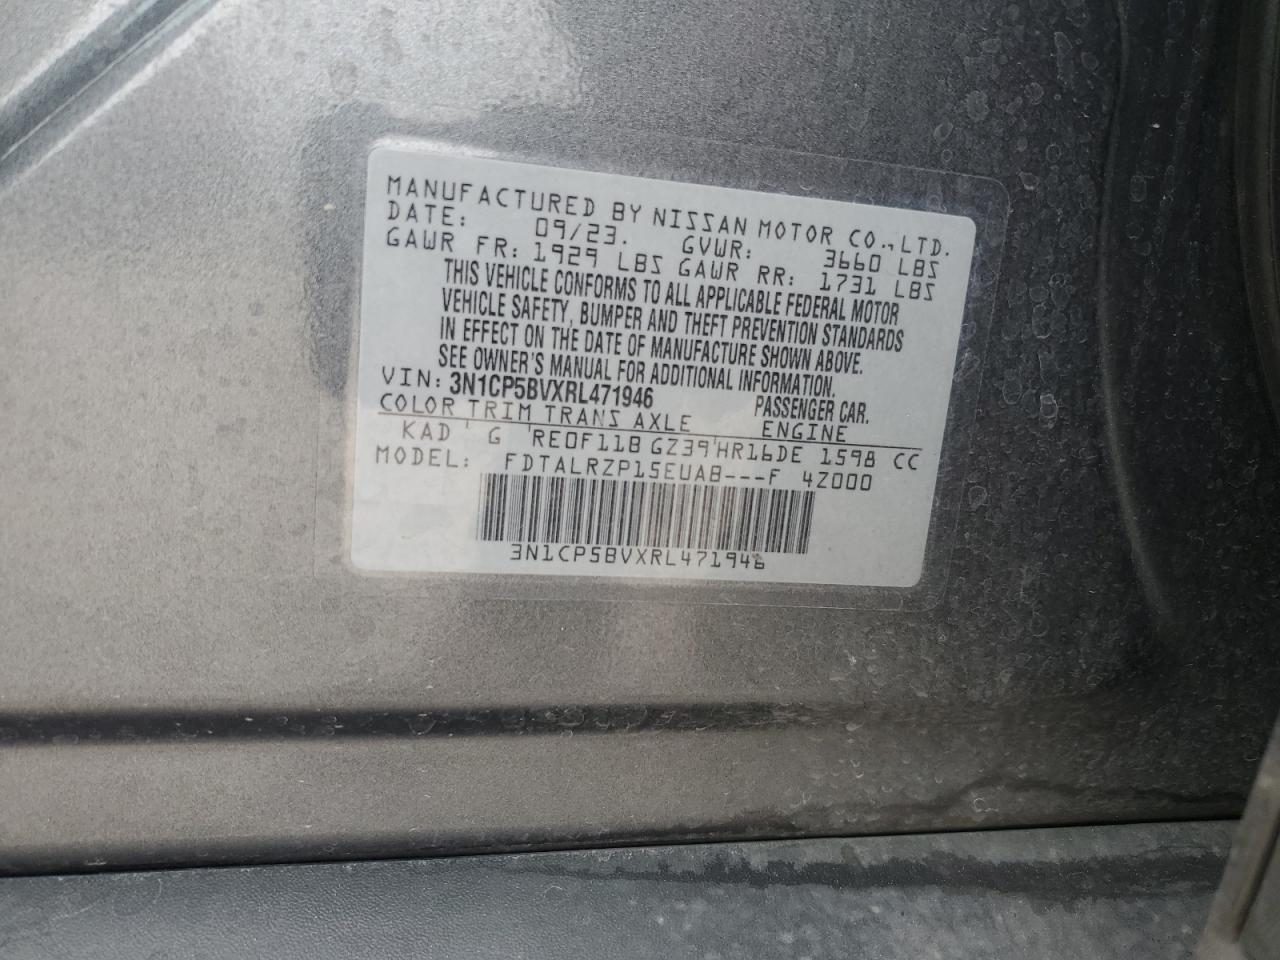 MANUFACTURED BY NISSAN MOTOR CO., LTD.
DATE: 09/23. GVWR: 3660 LBS
GAWR FR: 1929 LBS GAWR RR: 1731 LBS
THIS VEHICLE CONFORMS TO ALL APPLICABLE FEDERAL MOTOR
VEHICLE SAFETY, BUMPER AND THEFT PREVENTION STANDARDS
IN EFFECT ON THE DATE OF MANUFACTURE SHOWN ABOVE.
SEE OWNER'S MANUAL FOR ADDITIONAL INFORMATION.
VIN: 3N1CP5BVXRL471946 PASSENGER CAR.
COLOR TRIM TRANS AXLE ENGINE
KAD ' G 'RE0F11B GZ39'HR16DE 1598 CC
MODEL: FDTALRZP15EUAB---F 4Z000
3N1CP5BVXRL471946